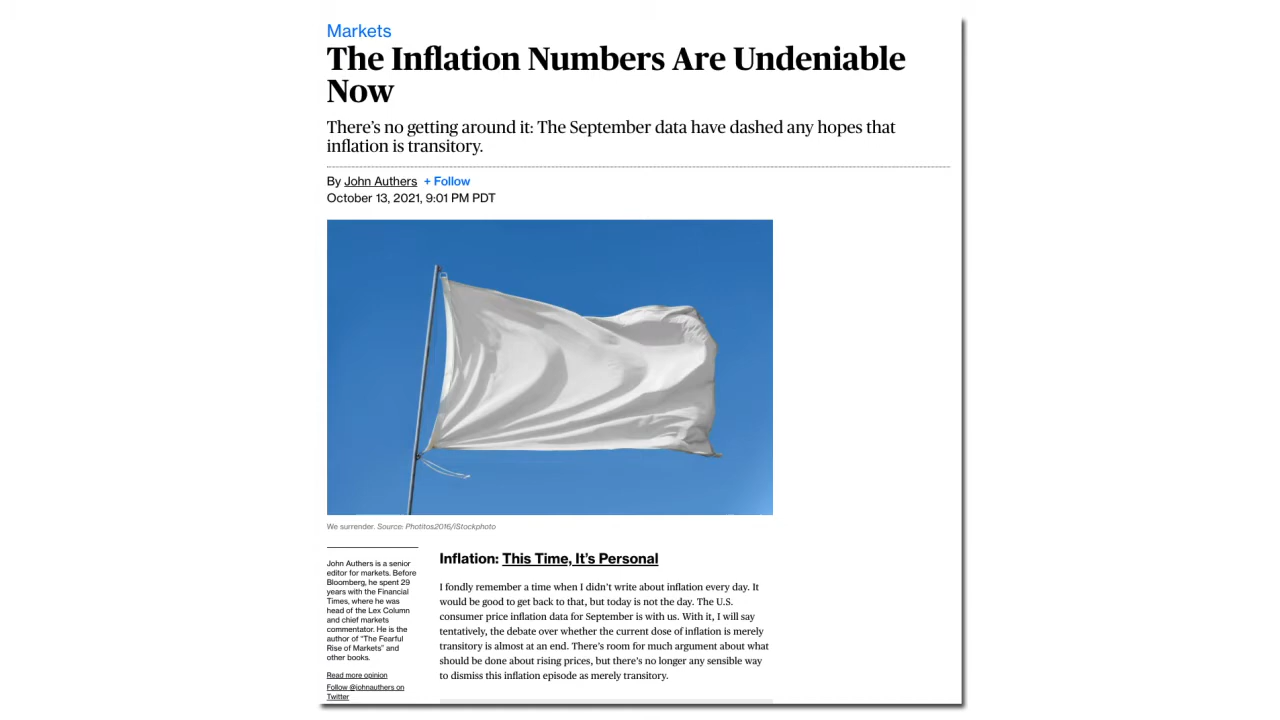 Markets
The Inflation Numbers Are Undeniable
Now
There's no getting around it: The September data have dashed any hopes that
inflation is transitory.
By John Authers + Follow
October 13, 2021, 9:01 PM PDT
We surrender. Source: Photitos2016/iStockphoto
John Authers is a senior
editor for markets. Before
Bloomberg, he spent 29
years with the Financial
Times, where he was
head of the Lex Column
and chief markets
commentator. He is the
author of “The Fearful
Rise of Markets” and
other books.
Read more opinion
Follow @johnauthers on
Twitter
Inflation: This Time, It’s Personal
I fondly remember a time when I didn't write about inflation every day. It
would be good to get back to that, but today is not the day. The U.S.
consumer price inflation data for September is with us. With it, I will say
tentatively, the debate over whether the current dose of inflation is merely
transitory is almost at an end. There's room for much argument about what
should be done about rising prices, but there's no longer any sensible way
to dismiss this inflation episode as merely transitory.